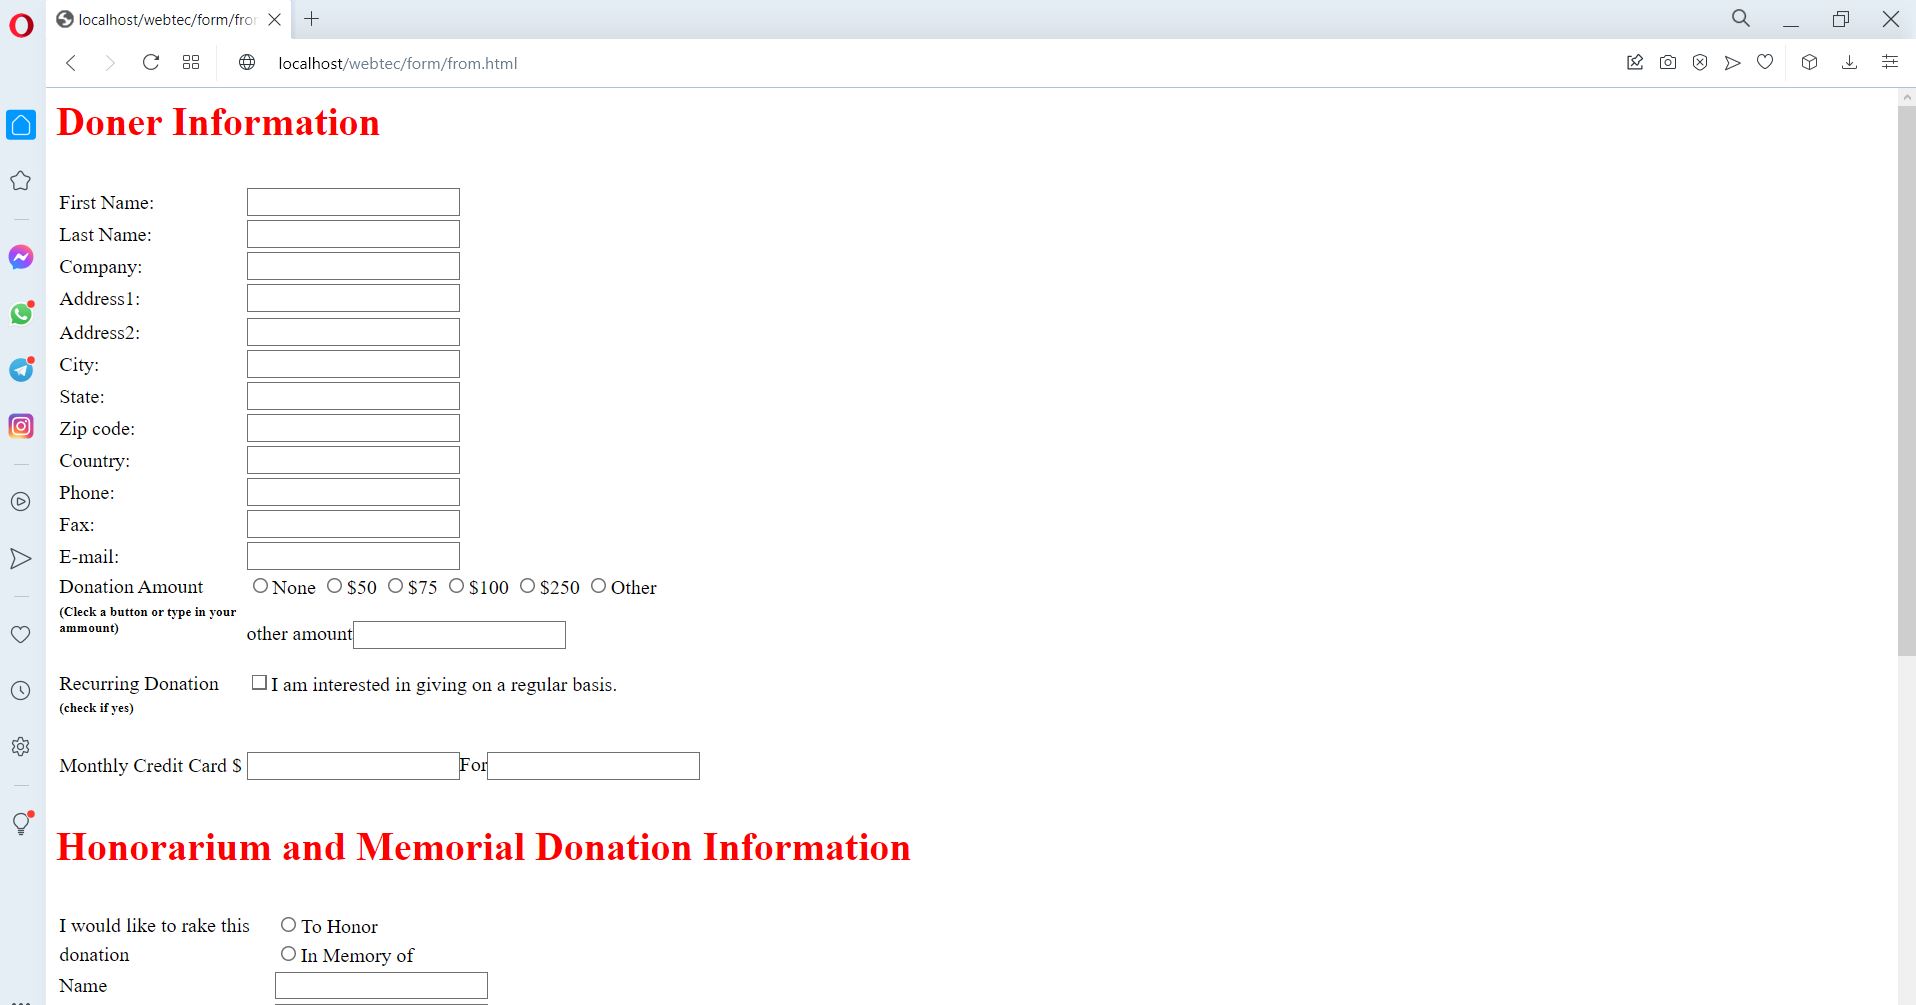 localhost/webtec/form/fro
localhost/webtec/form/from.html
Doner Information
First Name:
Last Name:
Company:
Address1:
Address2:
City:
State:
Zip code:
Country:
Phone:
Fax:
E-mail:
Donation Amount None $50 $75 $100 $250 Other
(Cleck a button or type in your
ammount)
other amount
Recurring Donation I am interested in giving on a regular basis.
(check if yes)
Monthly Credit Card $ For
Honorarium and Memorial Donation Information
I would like to rake this To Honor
donation In Memory of
Name